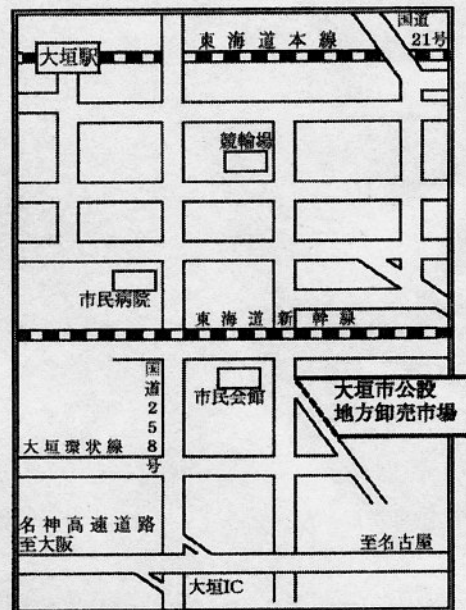 国道
21号
東海道本線
大垣駅
競輪場
市民病院
東海道新幹線
国道258号
市民会館
大垣市公設
地方卸売市場
大垣環状線
名神高速道路
至大阪
至名古屋
大垣IC